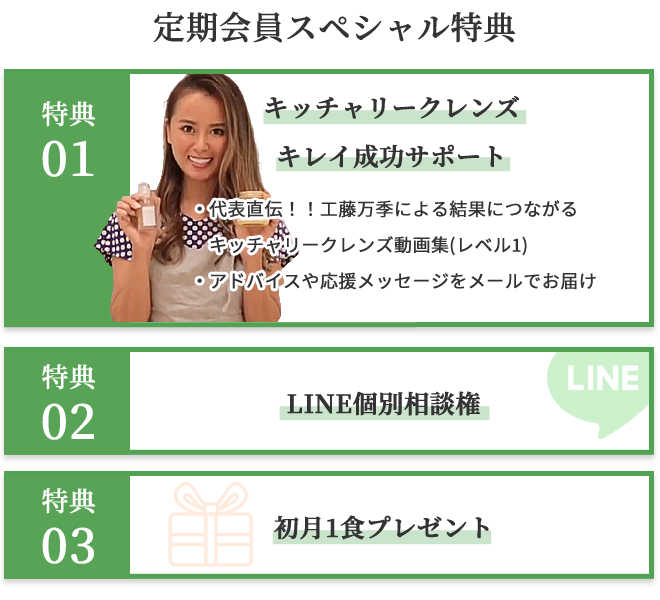 定期会員スペシャル特典
特典
01
キッチャリークレンズ
キレイ成功サポート
・代表直伝！！工藤万季による結果につながる
キッチャリークレンズ動画集(レベル1)
・アドバイスや応援メッセージをメールでお届け
特典
02
LINE個別相談権
LINE
特典
03
初月1食プレゼント